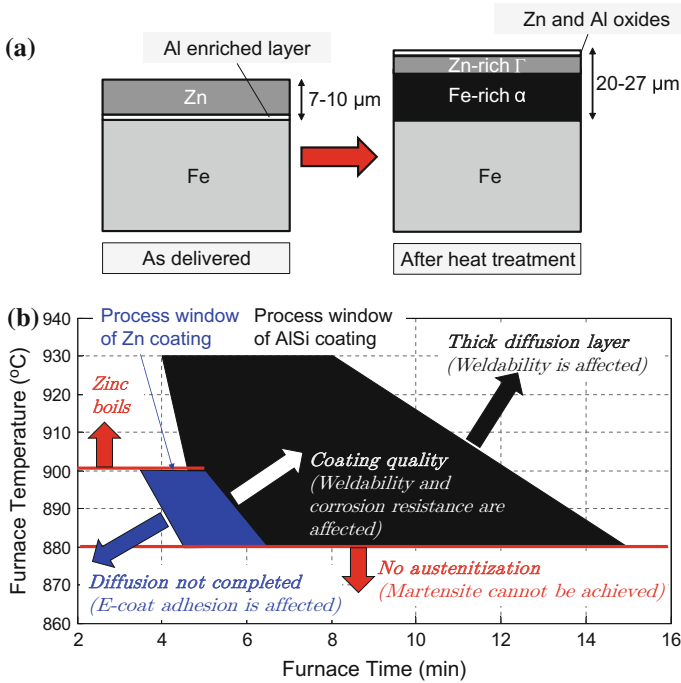 (a)
Al enriched layer
Zn and Al oxides
Zn
7-10 μm
Fe
As delivered
Zn-rich Γ
Fe-rich α
20-27 μm
Fe
After heat treatment
(b)
Process window
of Zn coating
Process window
of AlSi coating
Thick diffusion layer
(Weldability is affected)
Zinc
boils
Coating quality
(Weldability and
corrosion resistance are
affected)
Diffusion not completed
(E-coat adhesion is affected)
No austenitization
(Martensite cannot be achieved)
Furnace Temperature (ºC)
940
930
920
910
900
890
880
870
860
2 4 6 8 10 12 14 16
Furnace Time (min)